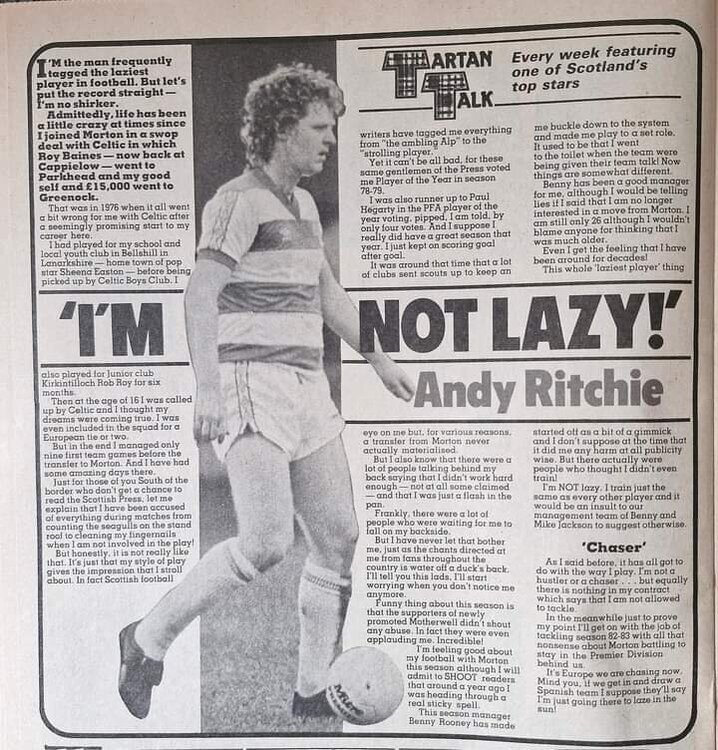 TARTAN
TALK
Every week featuring
one of Scotland's
top stars
I'M the man frequently
tagged the laziest
player in football. But let's
put the record straight —
I'm no shirker.
Admittedly, life has been
a little crazy at times since
I joined Morton in a swop
deal with Celtic in which
Roy Baines — now back at
Cappielow — went to
Parkhead and my good
self and £15,000 went to
Greenock.
That was in 1976 when it all went
a bit wrong for me with Celtic after
a seemingly promising start to my
career here.
I had played for my school and
local youth club in Bellshill in
Lanarkshire — home town of pop
star Sheena Easton — before being
picked up by Celtic Boys Club. I
'I'M NOT LAZY!'
Andy Ritchie
also played for Junior club
Kirkintilloch Rob Roy for six
months.
Then at the age of 16 I was called
up by Celtic and I thought my
dreams were coming true. I was
even included in the squad for a
European tie or two.
But in the end I managed only
nine first team games before the
transfer to Morton. And I have had
some amazing days there.
Just for those of you South of the
border who don't get a chance to
read the Scottish Press, let me
explain that I have been accused
of everything during matches from
counting the seagulls on the stand
roof to cleaning my fingernails
when I am not involved in the play!
But honestly, it is not really like
that. It's just that my style of play
gives the impression that I stroll
about. In fact Scottish football
writers have tagged me everything
from "the ambling Alp" to the
"strolling player.
Yet it can't be all bad, for these
same gentlemen of the Press voted
me Player of the Year in season
78-79.
I was also runner up to Paul
Hegarty in the PFA player of the
year voting, pipped, I am told, by
only four votes. And I suppose I
really did have a great season that
year. I just kept on scoring goal
after goal.
It was around that time that a lot
of clubs sent scouts up to keep an
eye on me but, for various reasons,
a transfer from Morton never
actually materialised.
But I also know that there were a
lot of people talking behind my
back saying that I didn't work hard
enough — not at all some claimed
— and that I was just a flash in the
pan.
Frankly, there were a lot of
people who were waiting for me to
fall on my backside.
But I have never let that bother
me, just as the chants directed at
me from fans throughout the
country is water off a duck's back.
I'll tell you this lads, I'll start
worrying when you don't notice me
anymore.
Funny thing about this season is
that the supporters of newly
promoted Motherwell didn't shout
any abuse. In fact they were even
applauding me. Incredible!
I'm feeling good about
my football with Morton
this season although I will
admit to SHOOT readers
that around a year ago I
was heading through a
real sticky spell.
This season manager
Benny Rooney has made
me buckle down to the system
and made me play to a set role.
It used to be that I went
to the toilet when the team were
being given their team talk! Now
things are somewhat different.
Benny has been a good manager
for me, although I would be telling
lies if I said that I am no longer
interested in a move from Morton. I
am still only 26 although I wouldn't
blame anyone for thinking that I
was much older.
Even I get the feeling that I have
been around for decades!
This whole 'laziest player' thing
started off as a bit of a gimmick
and I don't suppose at the time that
it did me any harm at all publicity
wise. But there actually were
people who thought I didn't even
train!
I'm NOT lazy. I train just the
same as every other player and it
would be an insult to our
management team of Benny and
Mike Jackson to suggest otherwise.
'Chaser'
As I said before, it has all got to
do with the way I play. I'm not a
hustler or a chaser . . . but equally
there is nothing in my contract
which says that I am not allowed
to tackle.
In the meanwhile just to prove
my point I'll get on with the job of
tackling season 82-83 with all that
nonsense about Morton battling to
stay in the Premier Division
behind us.
It's Europe we are chasing now.
Mind you, if we get in and draw a
Spanish team I suppose they'll say
I'm just going there to laze in the
sun!